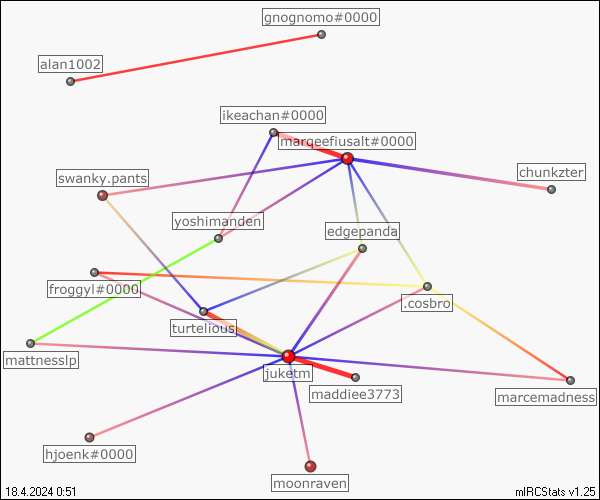 gnognomo#0000
alan1002
ikeachan#0000
marqeefiusalt#0000
chunkzter
swanky.pants
yoshimanden
edgepanda
froggyl#0000
.cosbro
turtelious
mattnesslp
juketm
maddiee3773
marcemadness
hjoenk#0000
moonraven
18.4.2024 0:51
mIRCStats v1.25